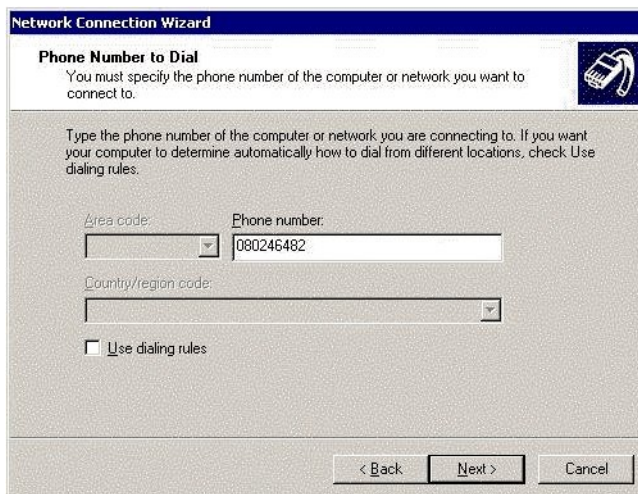 Network Connection Wizard
Phone Number to Dial
You must specify the phone number of the computer or network you want to
connect to.
Type the phone number of the computer or network you are connecting to. If you want
your computer to determine automatically how to dial from different locations, check Use
dialing rules.
Area code: Phone number:
080246482
Country/region code:
Use dialing rules
< Back Next > Cancel